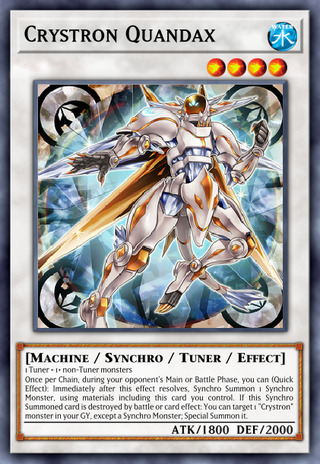 Crystron Quandax
WATER
水
[Machine / Synchro / Tuner / Effect]
1 Tuner + 1+ non-Tuner monsters
Once per Chain, during your opponent's Main or Battle Phase, you can (Quick
Effect): Immediately after this effect resolves, Synchro Summon 1 Synchro
Monster, using materials including this card you control. If this Synchro
Summoned card is destroyed by battle or card effect: You can target 1 "Crystron"
monster in your GY, except a Synchro Monster; Special Summon it.
ATK/1800 DEF/2000